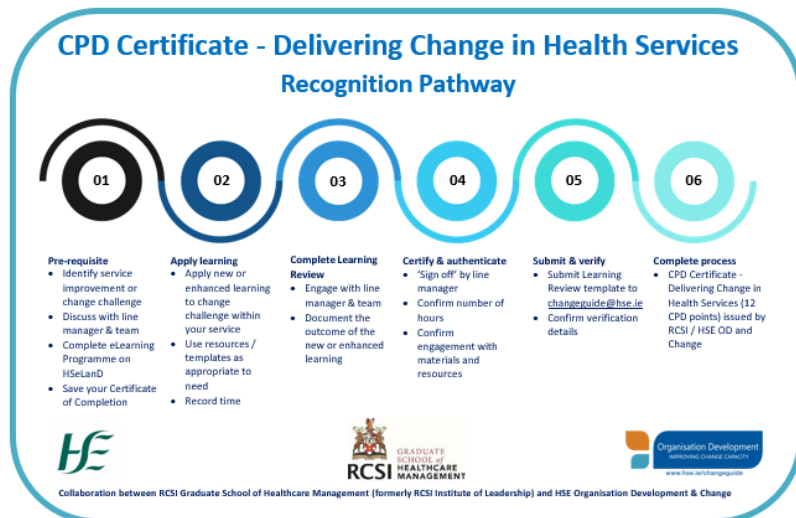 CPD Certificate - Delivering Change in Health Services
Recognition Pathway
01
02
03
04
05
06
Pre-requisite
• Identify service
improvement or
change challenge
• Discuss with line
manager & team
• Complete eLearning
Programme on
HSeLanD
• Save your Certificate
of Completion
Apply learning
• Apply new or
enhanced learning
to change
challenge within
your service
• Use resources /
templates as
appropriate to
need
• Record time
Complete Learning
Review
• Engage with line
manager & team
• Document the
outcome of the
new or enhanced
learning
Certify & authenticate
• ‘Sign off’ by line
manager
• Confirm number of
hours
• Confirm
engagement with
materials and
resources
Submit & verify
• Submit Learning
Review template to
changeguide@hse.ie
• Confirm verification
details
Complete process
• CPD Certificate -
Delivering Change in
Health Services (12
CPD points) issued by
RCSI / HSE OD and
Change
HE
RCSI
GRADUATE
SCHOOL of
HEALTHCARE
MANAGEMENT
Organisation Development
IMPROVING CHANGE CAPACITY
www.hse.ie/changeguide
Collaboration between RCSI Graduate School of Healthcare Management (formerly RCSI Institute of Leadership) and HSE Organisation Development & Change